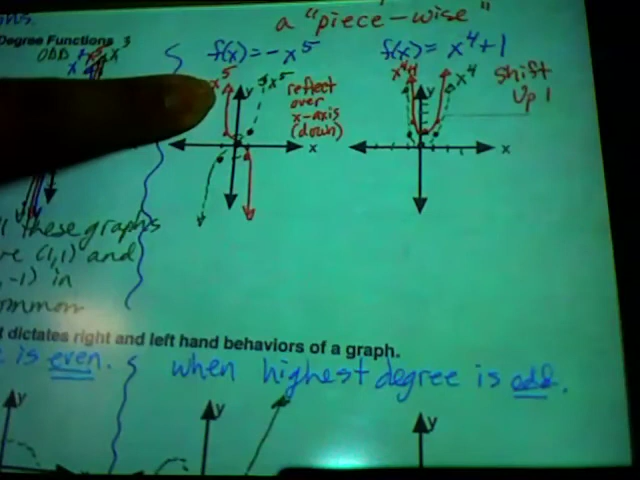 a "piece-wise"
Degree Functions
ODD
x³
f(x) = -x⁵
f(x) = x⁴+1
x⁵
y
x⁵
reflect
over
x-axis
(down)
x
y
x⁴
shift
Up 1
x
these graphs
(1,1) and
-1) in
t dictates right and left hand behaviors of a graph.
is even.
when highest degree is odd.
y
y
y